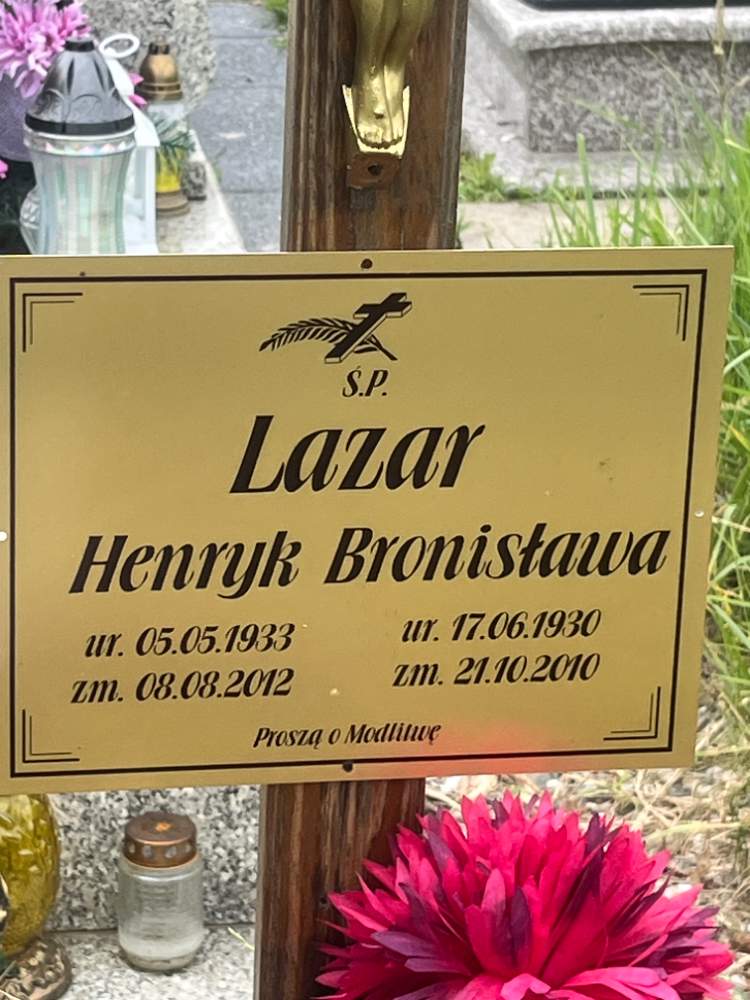 Ś.P.
Lazar
Henryk Bronisława
ur. 05.05.1933 ur. 17.06.1930
zm. 08.08.2012 zm. 21.10.2010
Proszą o Modlitwę